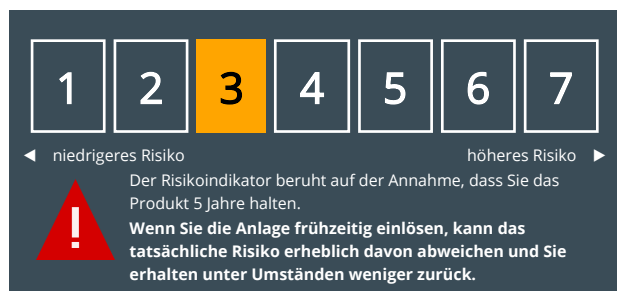 1 2 3 4 5 6 7
◄ niedrigeres Risiko höheres Risiko ►
Der Risikoindikator beruht auf der Annahme, dass Sie das
Produkt 5 Jahre halten.
Wenn Sie die Anlage frühzeitig einlösen, kann das
tatsächliche Risiko erheblich davon abweichen und Sie
erhalten unter Umständen weniger zurück.
!